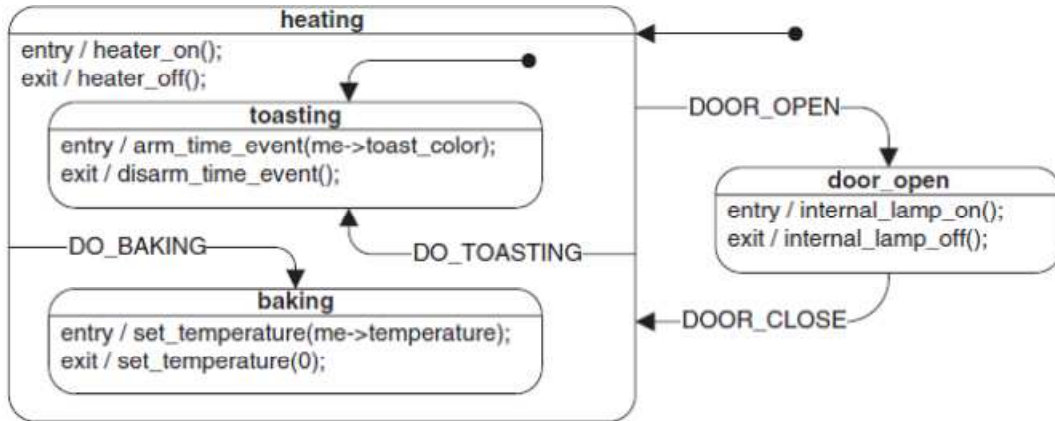 heating
entry / heater_on();
exit / heater_off();
toasting
entry / arm_time_event(me->toast_color);
exit / disarm_time_event();
DO_BAKING
DO_TOASTING
baking
entry / set_temperature(me->temperature);
exit / set_temperature(0);
DOOR_OPEN
door_open
entry / internal_lamp_on();
exit / internal_lamp_off();
DOOR_CLOSE